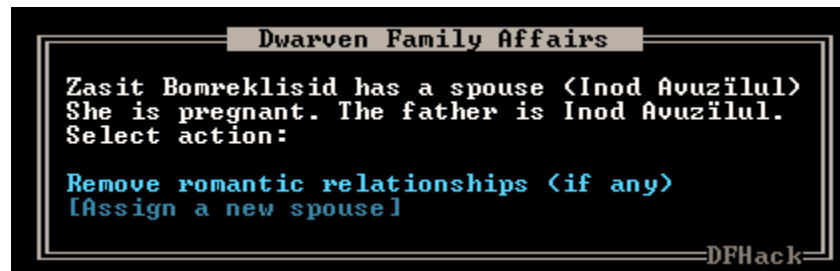 Dwarven Family Affairs
Zasit Bomreklisid has a spouse (Inod Avuzïlul)
She is pregnant. The father is Inod Avuzïlul.
Select action:
Remove romantic relationships (if any)
[Assign a new spouse]
DFHack